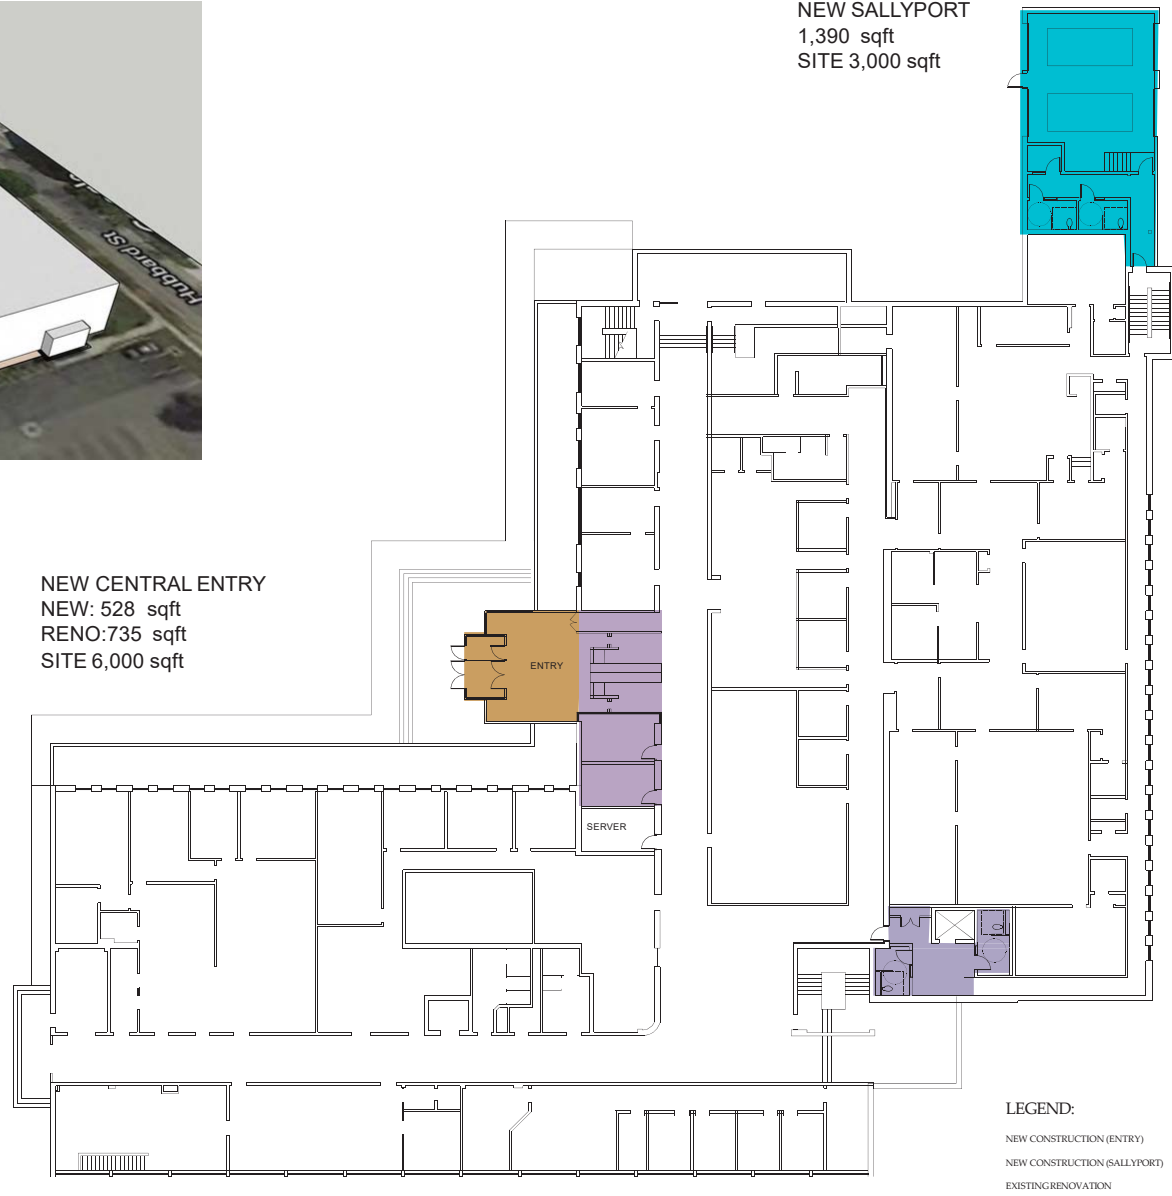 NEW SALLYPORT
1,390 sqft
SITE 3,000 sqft
Hubbard St
NEW CENTRAL ENTRY
NEW: 528 sqft
RENO:735 sqft
SITE 6,000 sqft
ENTRY
SERVER
LEGEND:
NEW CONSTRUCTION (ENTRY)
NEW CONSTRUCTION (SALLYPORT)
EXISTING RENOVATION